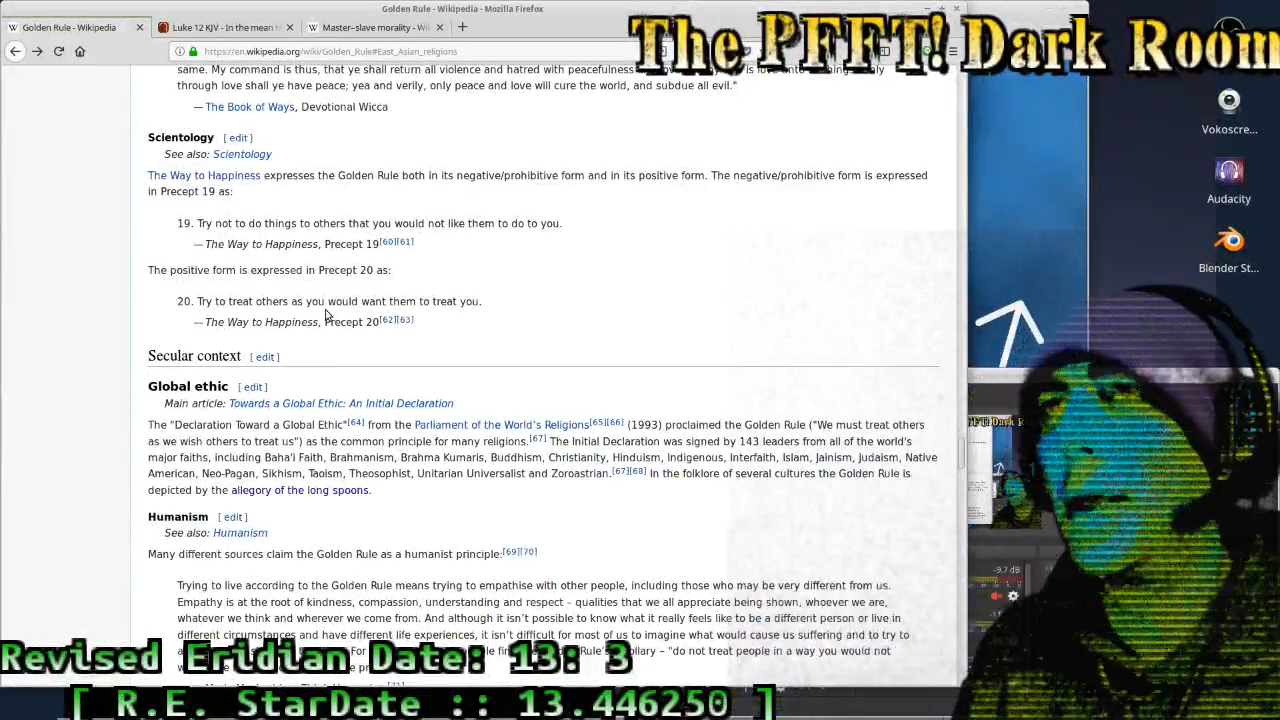 Golden Rule - Wikipedia - Mozilla Firefox
The PFFT! Dark Room
Golden Rule - Wikipedia
Luke 12 KJV - In the mean t
Master–slave morality - Wi
https://en.wikipedia.org/wiki/Golden_Rule#East_Asian_religions
same. My command is thus, that ye shall return all violence and hatred with peacefulness
through love shall ye have peace; yea and verily, only peace and love will cure the world, and subdue all evil."
— The Book of Ways, Devotional Wicca
Vokoscre...
Scientology [ edit ]
See also: Scientology
The Way to Happiness expresses the Golden Rule both in its negative/prohibitive form and in its positive form. The negative/prohibitive form is expressed
in Precept 19 as:
Audacity
19. Try not to do things to others that you would not like them to do to you.
— The Way to Happiness, Precept 19[60][61]
Blender St...
The positive form is expressed in Precept 20 as:
20. Try to treat others as you would want them to treat you.
— The Way to Happiness, Precept 20[62][63]
Secular context [ edit ]
Global ethic [ edit ]
Main article: Towards a Global Ethic: An Initial Declaration
The "Declaration Toward a Global Ethic"[64] from the Parliament of the World's Religions[65][66] (1993) proclaimed the Golden Rule ("We must treat others
as we wish others to treat us") as the common principle for many religions.[67] The Initial Declaration was signed by 143 leaders from all of the world's
major faiths, including Baha'i Faith, Brahmanism, Brahma Kumaris, Buddhism, Christianity, Hinduism, Indigenous, Interfaith, Islam, Jainism, Judaism, Native
American, Neo-Pagan, Sikhism, Taoism, Theosophist, Unitarian Universalist and Zoroastrian.[67][68] In the folklore of several cultures the Golden Rule is
depicted by the allegory of the long spoons.
Humanism [ edit ]
See also: Humanism
Many different sources claim the Golden Rule as a humanist principle:[69][70]
-9.7 dB
Trying to live according to the Golden Rule means trying to empathise with other people, including those who may be very different from us.
Empathy is at the root of kindness, compassion, understanding and respect – qualities that we all appreciate being shown, whoever we are,
whatever we think and wherever we come from. And although it isn't possible to know what it really feels like to be a different person or live in
different circumstances and have different life experiences, it isn't difficult for most of us to imagine what would cause us suffering and to try to
"do not treat people in a way you would not
Revised Eridian Date :: 18: 3
[ R.E. StarDate :: 13.446250 ]